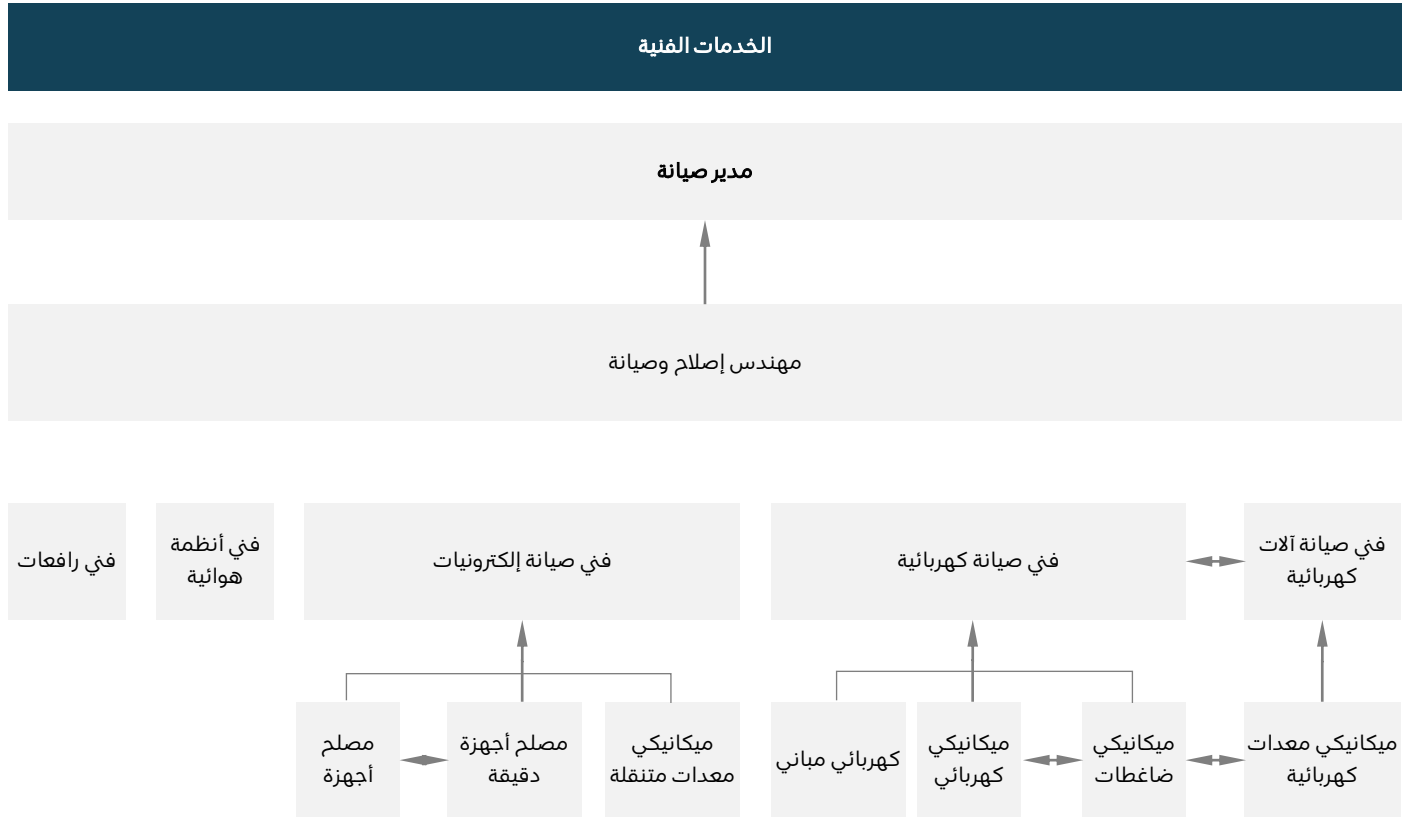 الخدمات الفنية
مدير صيانة
مهندس إصلاح وصيانة
فني صيانة آلات
كهربائية
فني صيانة كهربائية
فني صيانة إلكترونيات
فني أنظمة
هوائية
فني رافعات
ميكانيكي معدات
كهربائية
ميكانيكي
ضاغطات
ميكانيكي
كهربائي
كهربائي مباني
ميكانيكي
معدات متنقلة
مصلح أجهزة
دقيقة
مصلح
أجهزة